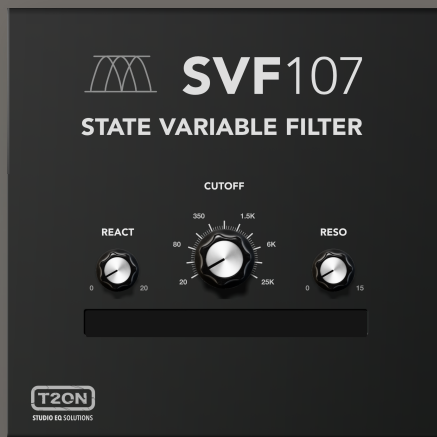 SVF107
STATE VARIABLE FILTER
CUTOFF
350 1.5K
REACT
RESO
80 6K
20 25K
0 20
0 15
T2ON
STUDIO EQ SOLUTIONS